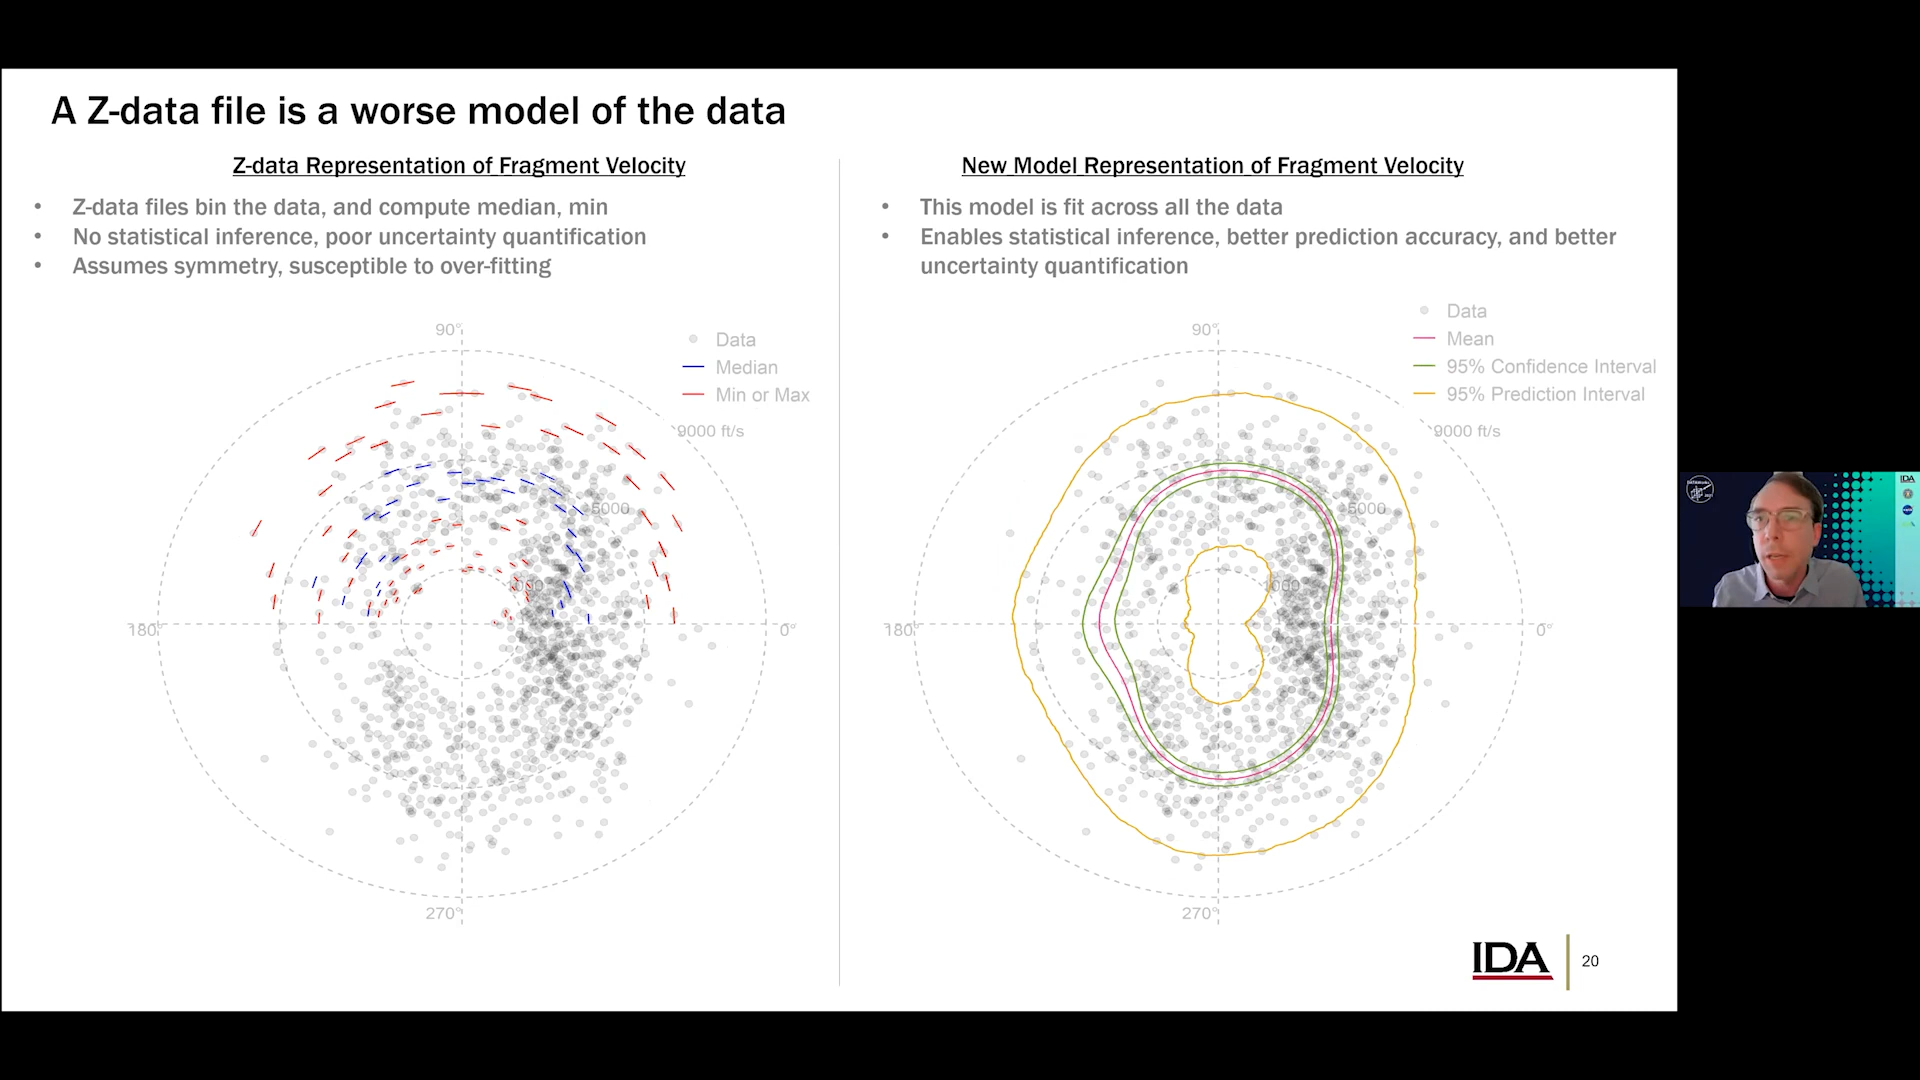 A Z-data file is a worse model of the data
Z-data Representation of Fragment Velocity
• Z-data files bin the data, and compute median, min
• No statistical inference, poor uncertainty quantification
• Assumes symmetry, susceptible to over-fitting
90°
Data
Median
Min or Max
9000 ft/s
5000
180°
0°
270°
New Model Representation of Fragment Velocity
• This model is fit across all the data
• Enables statistical inference, better prediction accuracy, and better
uncertainty quantification
Data
90°
Mean
95% Confidence Interval
95% Prediction Interval
9000 ft/s
5000
180°
0°
270°
IDA
20
IDA